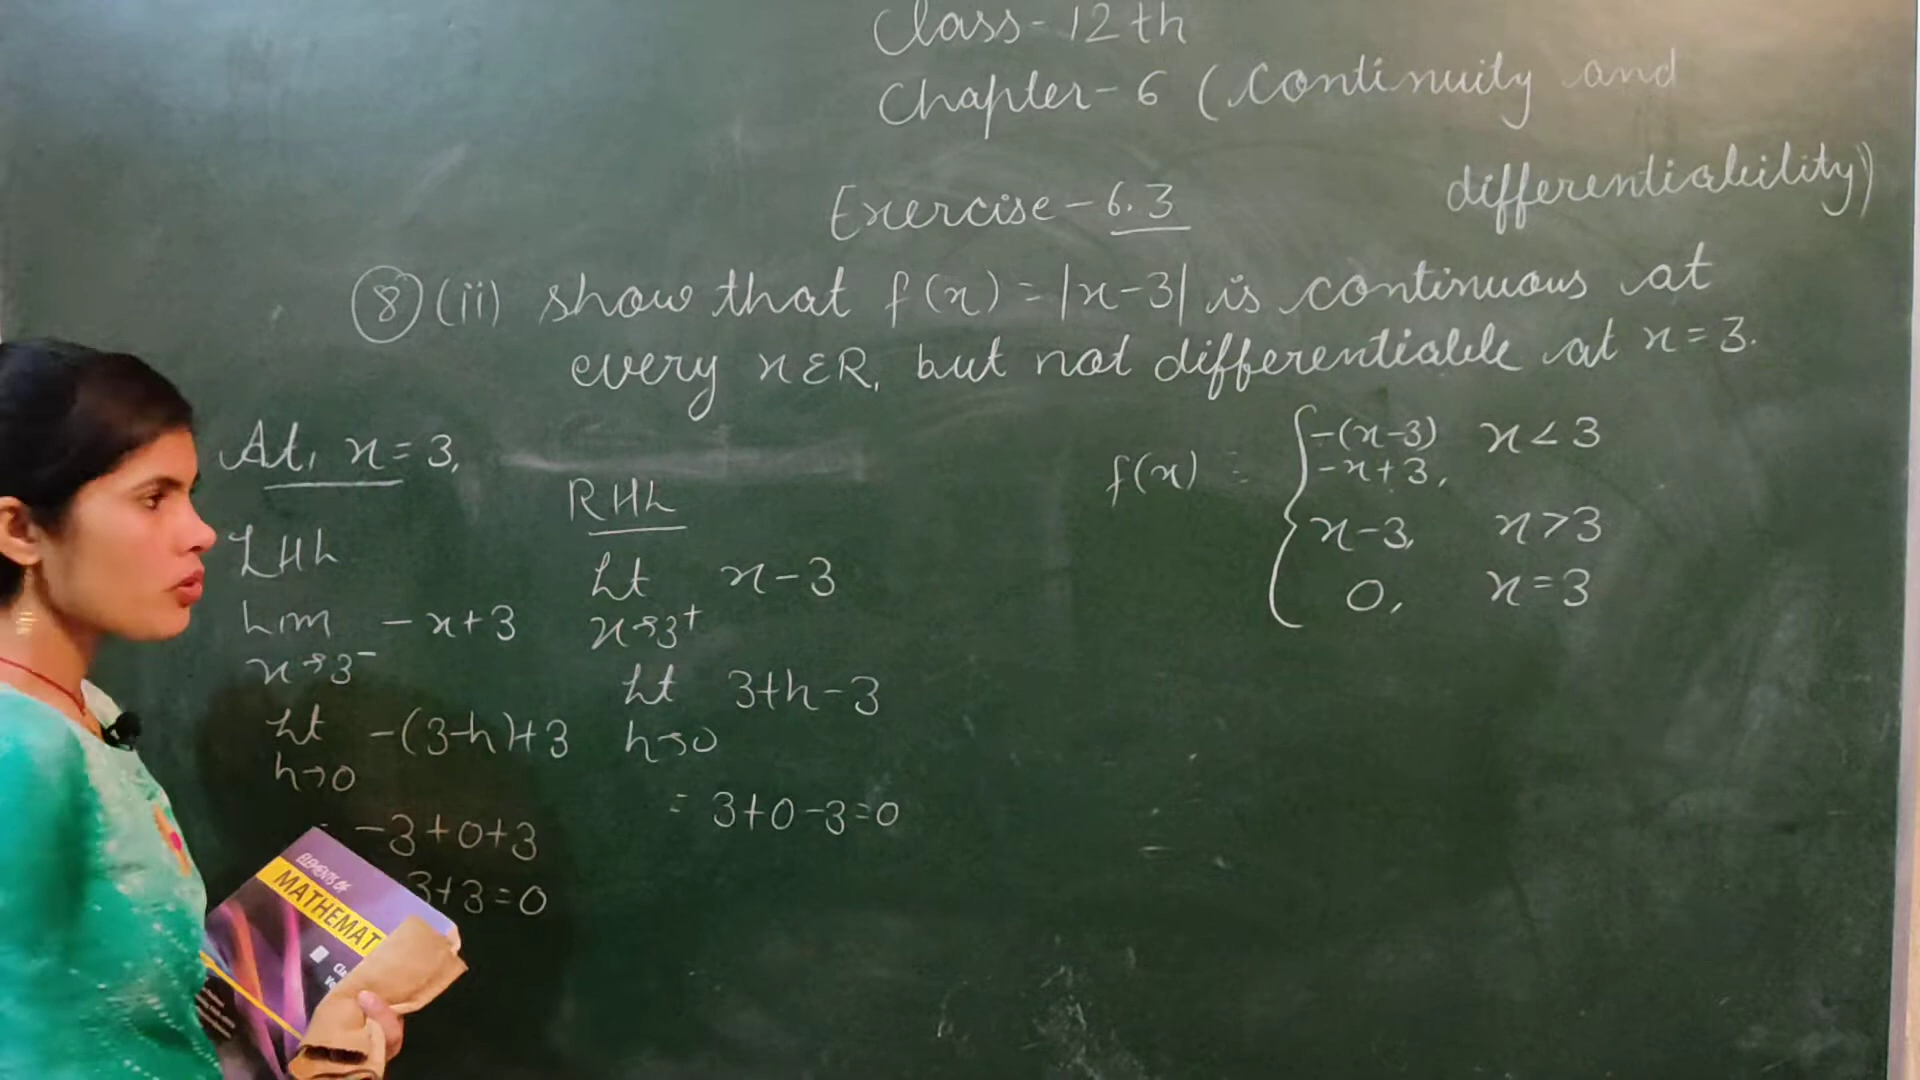 Class-12th
Chapter-6 (Continuity and
differentiability)
Exercise-6.3
(8) (ii) show that f(x) = |x-3| is continuous at
every x ε R, but not differentiable at x = 3.
At, x = 3,
f(x) = { -(x-3) x < 3
-x+3,
x-3, x > 3
0, x = 3
LHL
Lim -x+3
x→3⁻
Lt -(3-h)+3
h→0
= -3+0+3
3+3=0
RHL
Lt x-3
x→3⁺
Lt 3+h-3
h→0
= 3+0-3=0
ELEMENTS OF
MATHEMAT